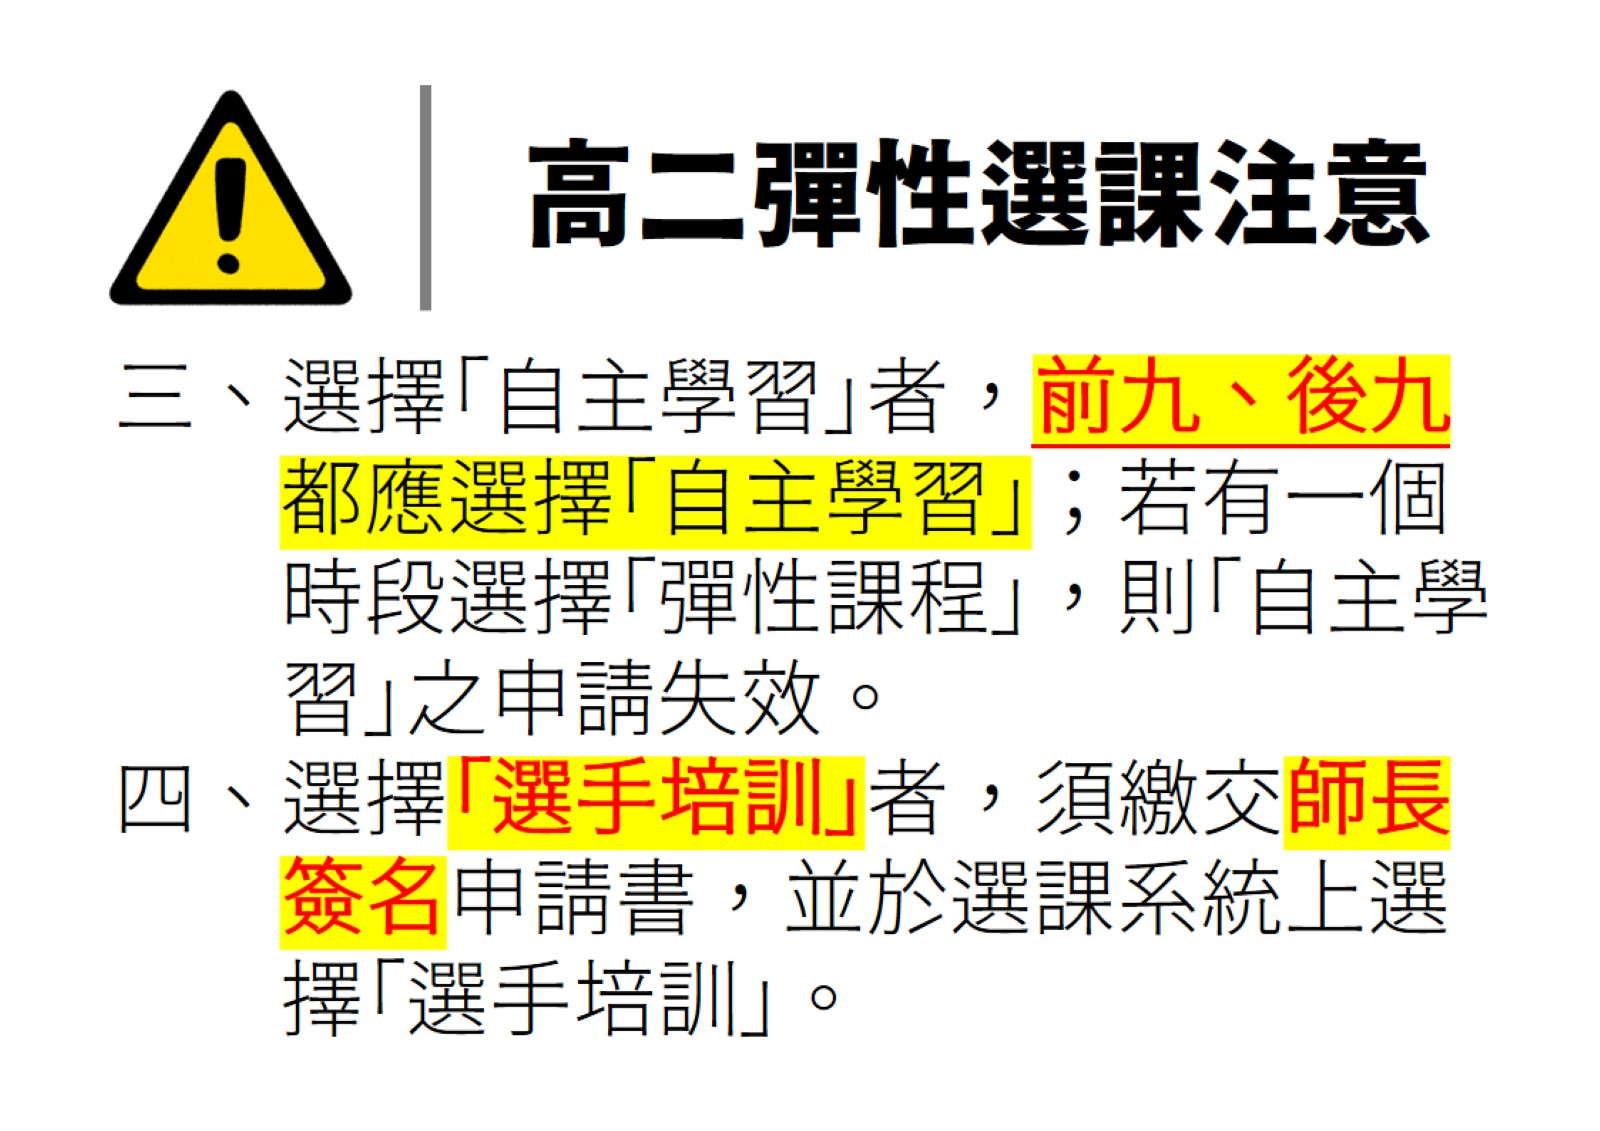 高二彈性選課注意
三、選擇「自主學習」者，前九、後九
都應選擇「自主學習」；若有一個
時段選擇「彈性課程」，則「自主學
習」之申請失效。
四、選擇「選手培訓」者，須繳交師長
簽名申請書，並於選課系統上選
擇「選手培訓」。